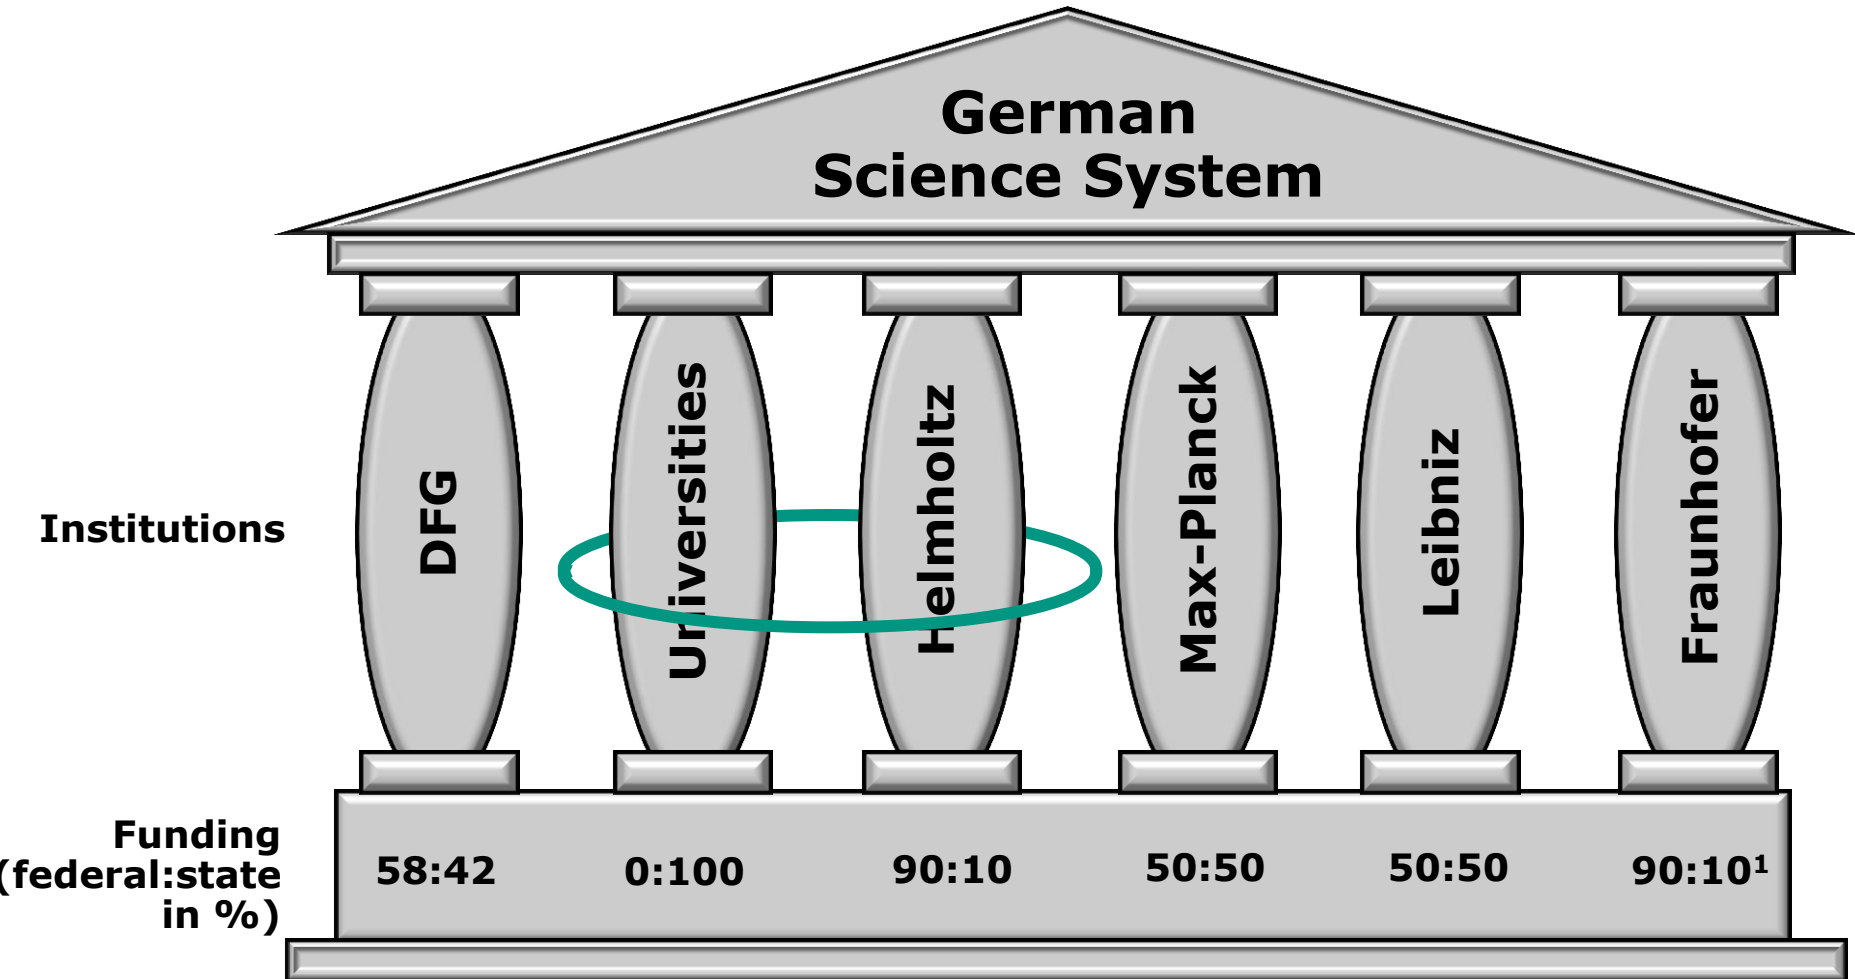 German
Science System
Institutions
DFG
Universities
Helmholtz
Max-Planck
Leibniz
Fraunhofer
Funding
(federal:state
in %)
58:42
0:100
90:10
50:50
50:50
90:10¹